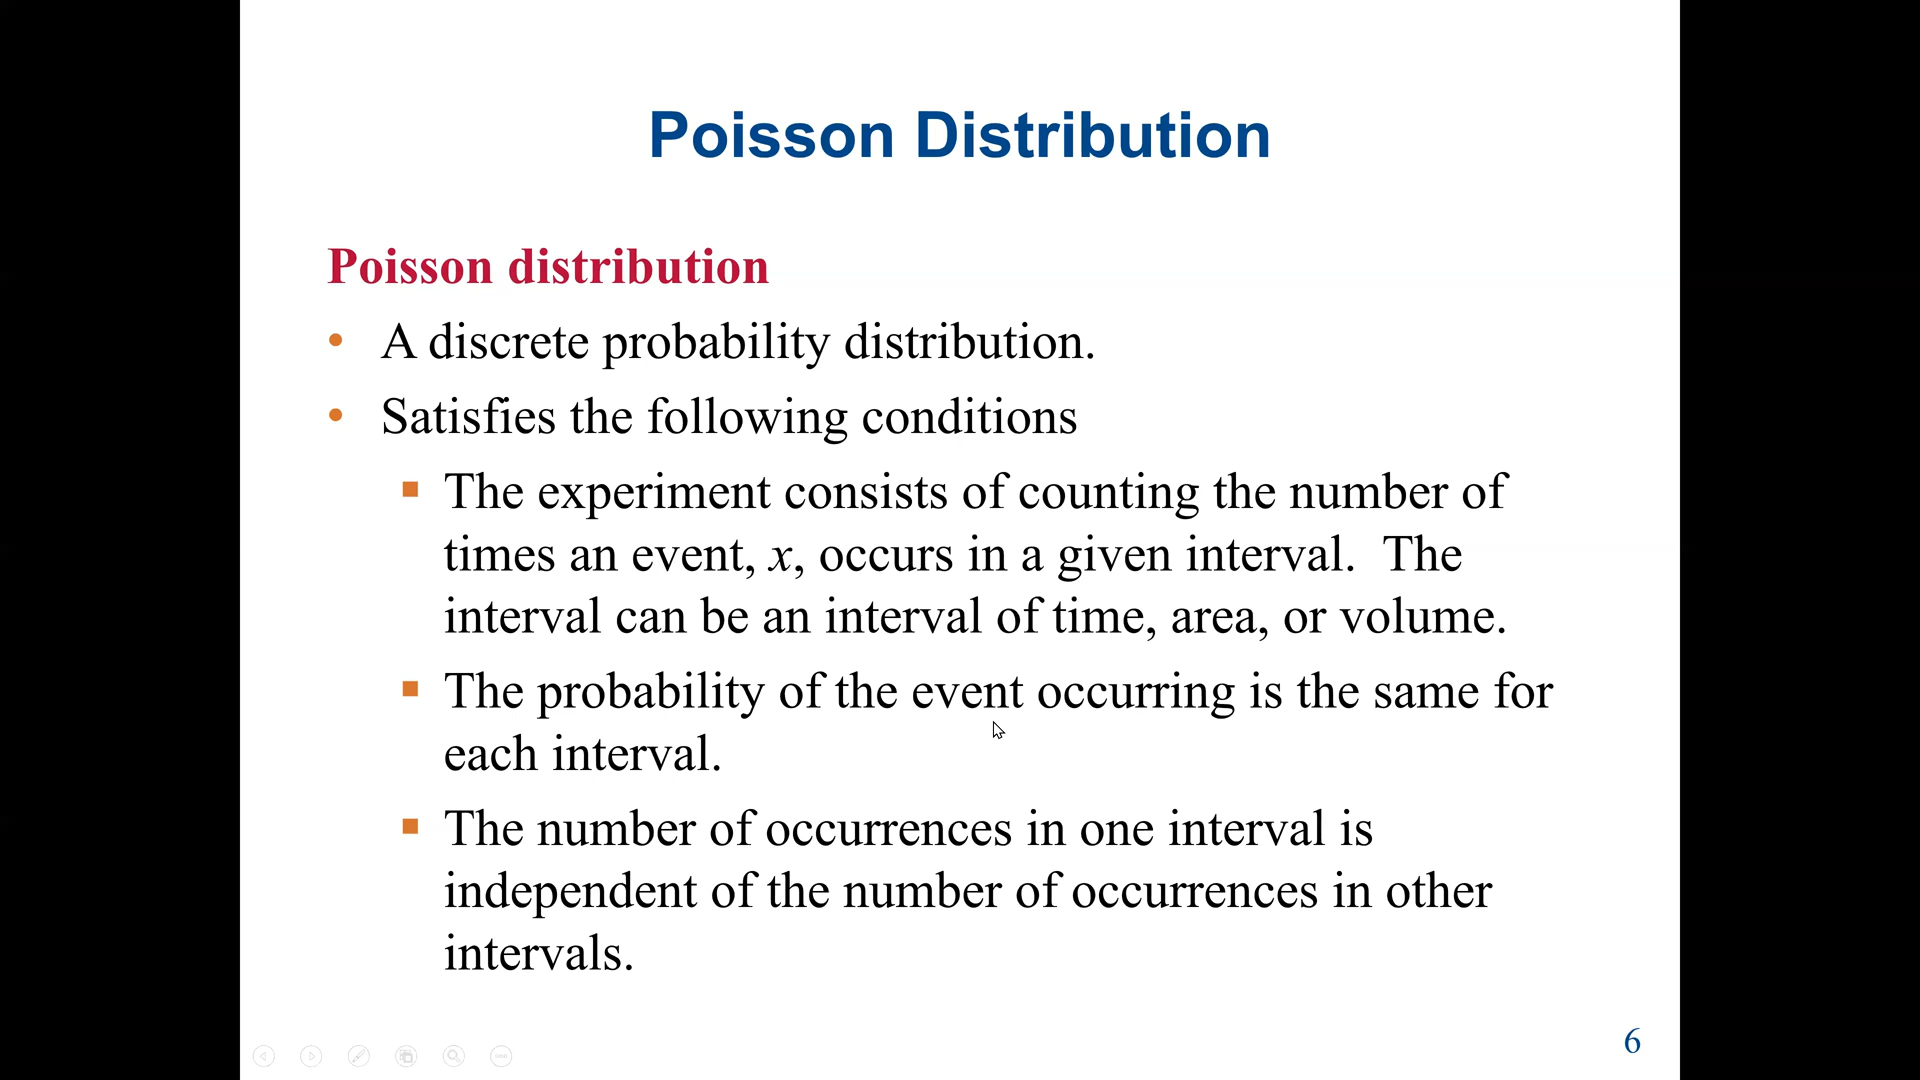 Poisson Distribution
Poisson distribution
• A discrete probability distribution.
• Satisfies the following conditions
▪ The experiment consists of counting the number of
times an event, x, occurs in a given interval.  The
interval can be an interval of time, area, or volume.
▪ The probability of the event occurring is the same for
each interval.
▪ The number of occurrences in one interval is
independent of the number of occurrences in other
intervals.
6